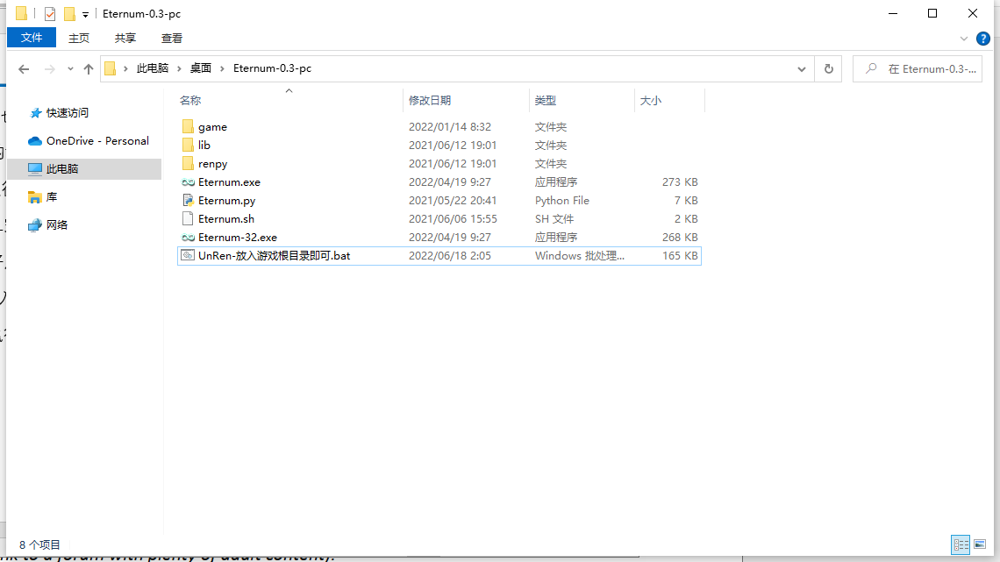 Eternum-0.3-pc
文件 主页 共享 查看
此电脑 桌面 Eternum-0.3-pc 在 Eternum-0.3-...
名称 修改日期 类型 大小
快速访问
OneDrive - Personal
此电脑
库
网络
game 2022/01/14 8:32 文件夹
lib 2021/06/12 19:01 文件夹
renpy 2021/06/12 19:01 文件夹
Eternum.exe 2022/04/19 9:27 应用程序 273 KB
Eternum.py 2021/05/22 20:41 Python File 7 KB
Eternum.sh 2021/06/06 15:55 SH 文件 2 KB
Eternum-32.exe 2022/04/19 9:27 应用程序 268 KB
UnRen-放入游戏根目录即可.bat 2022/06/18 2:05 Windows 批处理... 165 KB
8 个项目
to a forum with plenty of adult content).